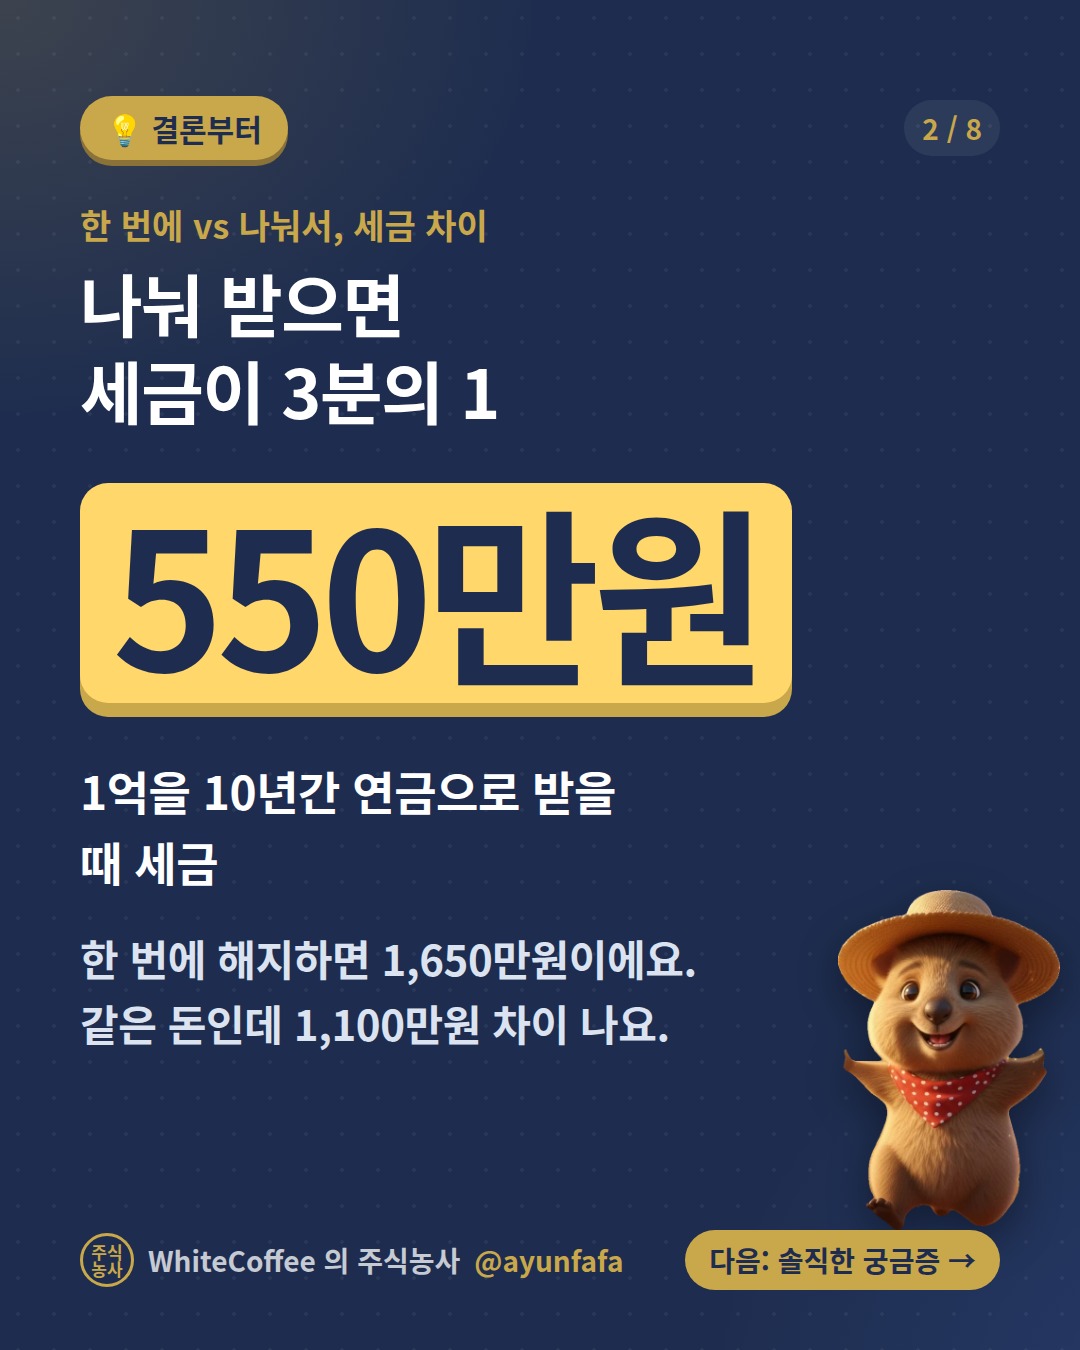 💡 결론부터
2 / 8
한 번에 vs 나눠서, 세금 차이
나눠 받으면
세금이 3분의 1
550만원
1억을 10년간 연금으로 받을
때 세금
한 번에 해지하면 1,650만원이에요.
같은 돈인데 1,100만원 차이 나요.
주식
농사
WhiteCoffee 의 주식농사 @ayunfafa
다음: 솔직한 궁금증 →